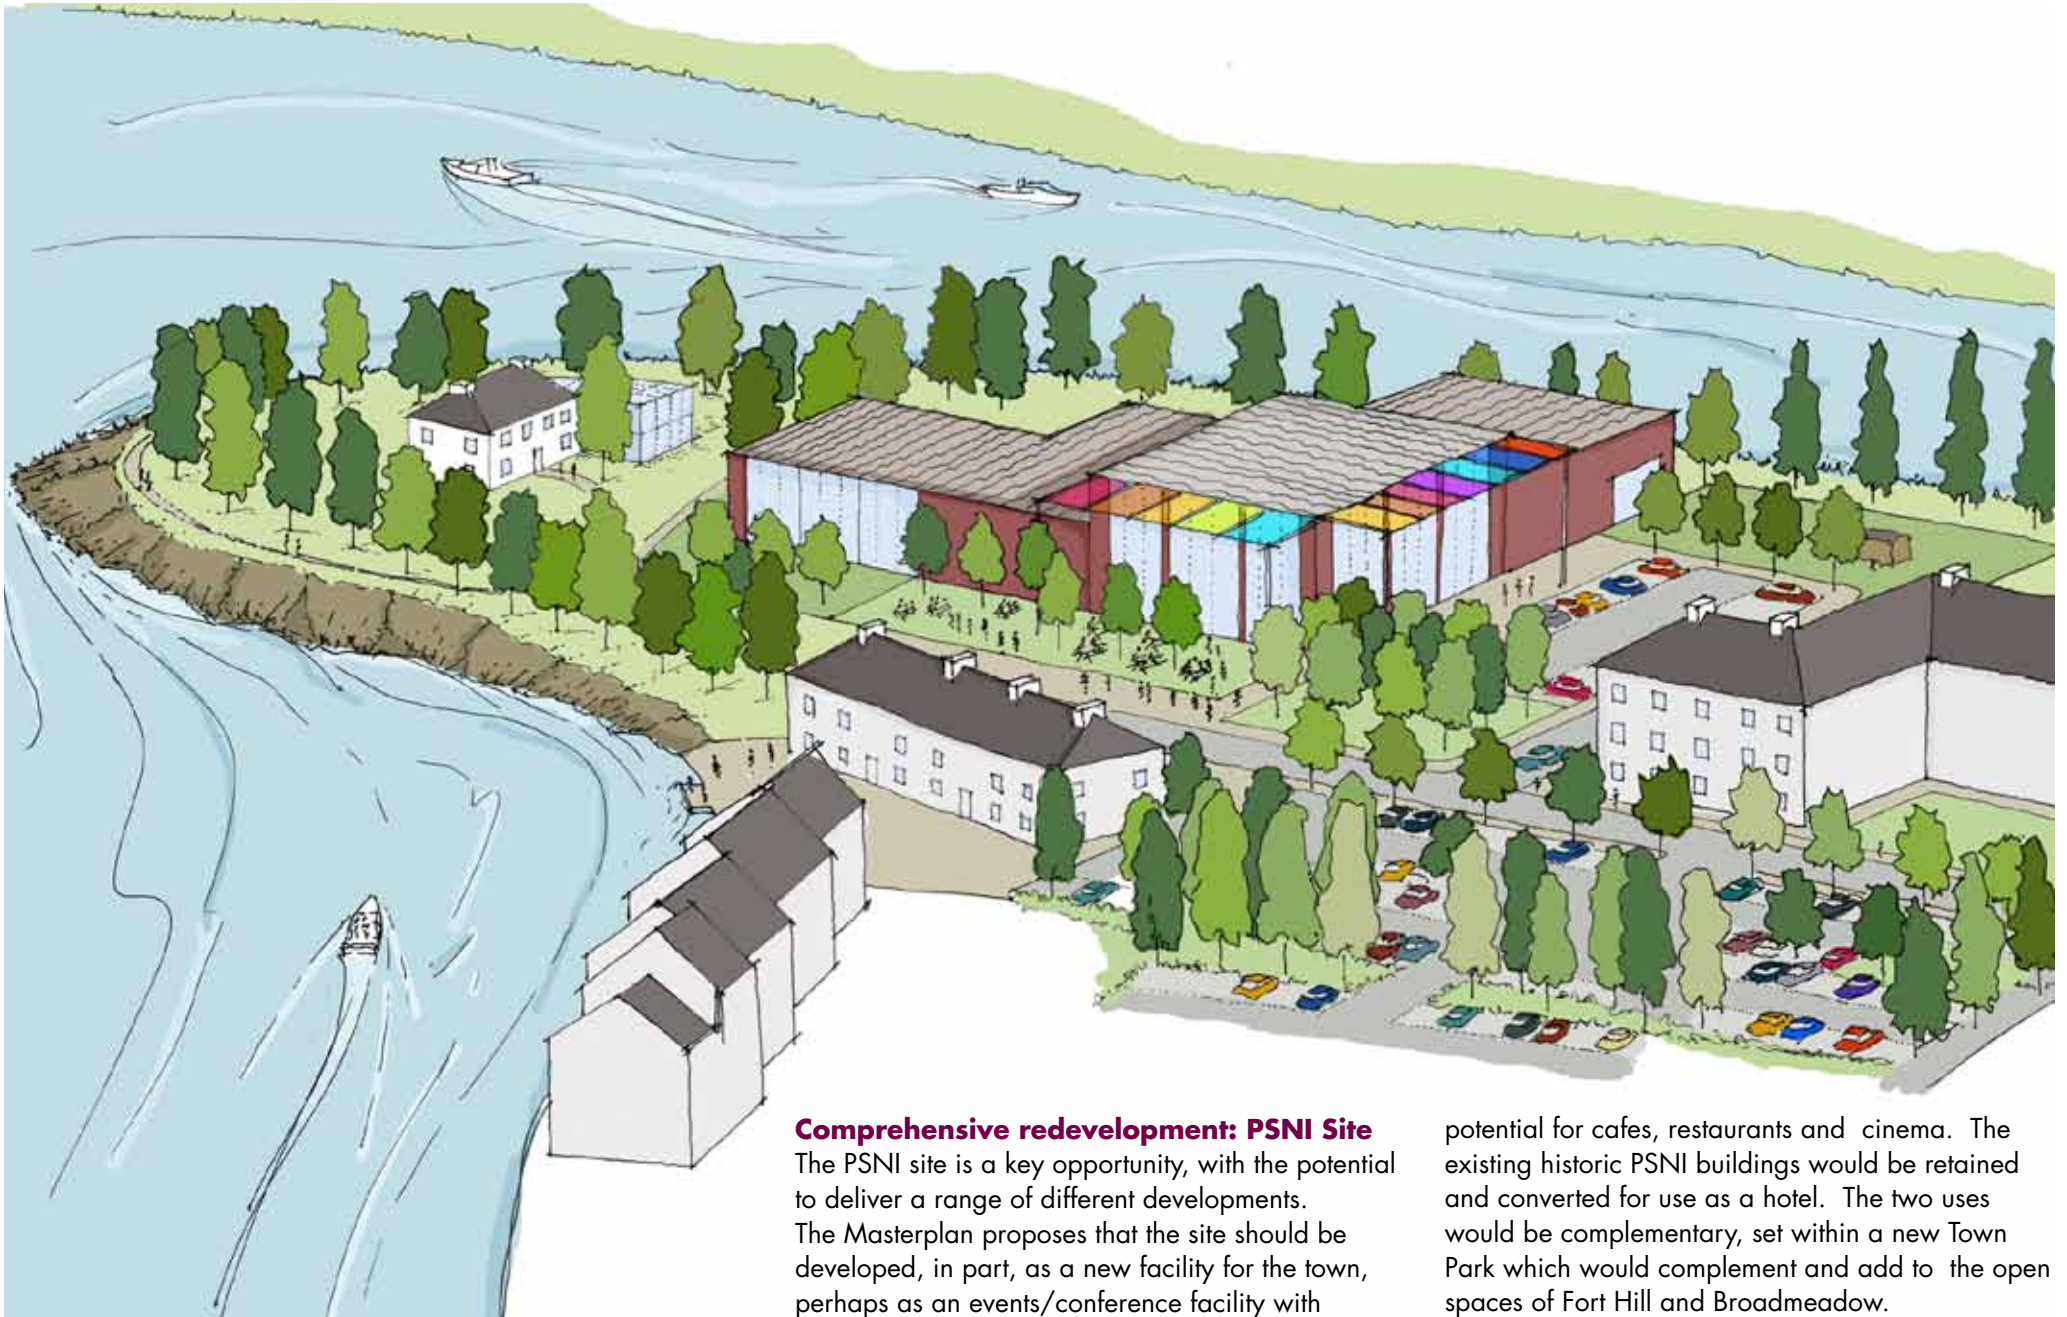 Comprehensive redevelopment: PSNI Site
The PSNI site is a key opportunity, with the potential
to deliver a range of different developments.
The Masterplan proposes that the site should be
developed, in part, as a new facility for the town,
perhaps as an events/conference facility with
potential for cafes, restaurants and cinema. The
existing historic PSNI buildings would be retained
and converted for use as a hotel. The two uses
would be complementary, set within a new Town
Park which would complement and add to the open
spaces of Fort Hill and Broadmeadow.